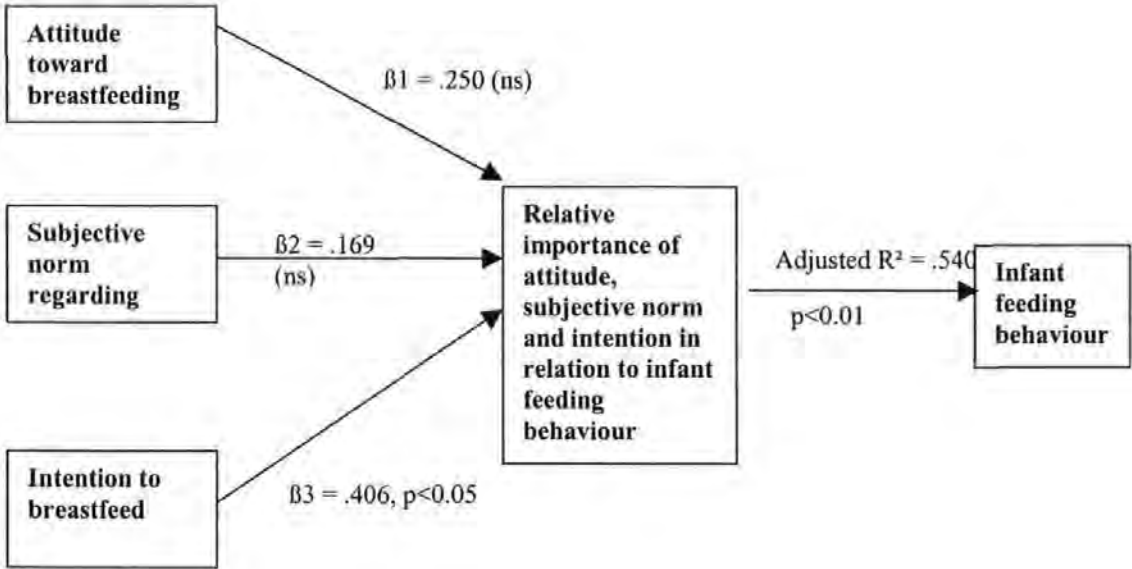 Attitude
toward
breastfeeding
ß1 = .250 (ns)
Subjective
norm
regarding
ß2 = .169
(ns)
Intention to
breastfeed
ß3 = .406, p<0.05
Relative
importance of
attitude,
subjective norm
and intention in
relation to infant
feeding
behaviour
Adjusted R² = .540
p<0.01
Infant
feeding
behaviour